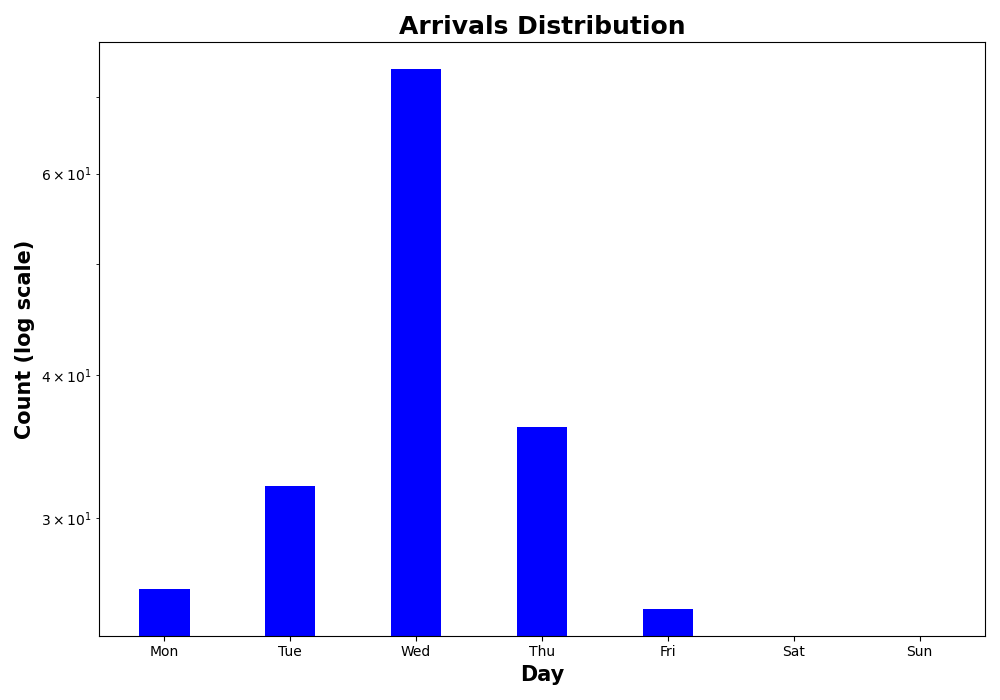 Arrivals Distribution
Count (log scale)
6 × 10¹
4 × 10¹
3 × 10¹
Mon Tue Wed Thu Fri Sat Sun
Day